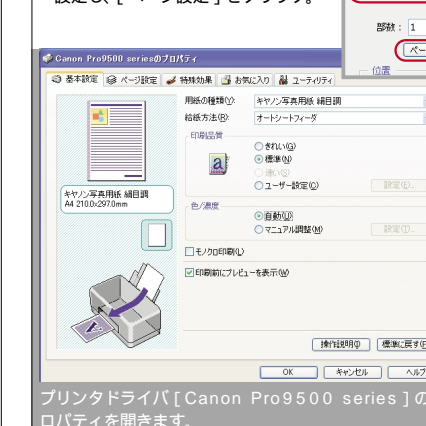 設定し、[ ページ設定 ] をクリック。
部数: 1
(ペー
位置
Canon Pro9500 seriesのプロパティ
基本設定 ページ設定 特殊効果 お気に入り ユーティリティ
用紙の種類(Y): キヤノン写真用紙 絹目調
給紙方法(P): オートシートフィーダ
印刷品質
きれい(G)
標準(N)
速い(S)
ユーザー設定(C) 設定(E)...
キヤノン写真用紙 絹目調
A4 210.0x297.0mm
色/濃度
自動(U)
マニュアル調整(M) 設定(T)...
モノクロ印刷(L)
印刷前にプレビューを表示(W)
操作説明(I) 標準に戻す(F)
OK キャンセル ヘルプ
プリンタドライバ [ Canon Pro9500 series ] の
ロパティを開きます。